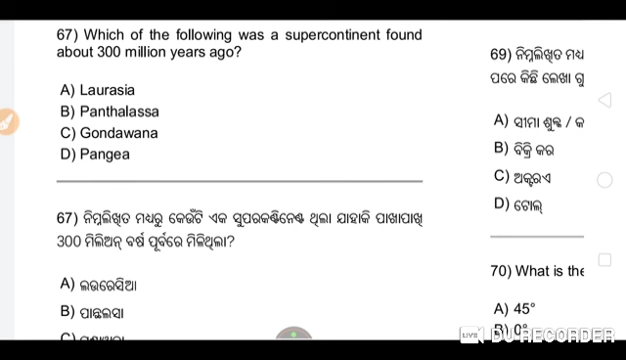 67) Which of the following was a supercontinent found
about 300 million years ago?
A) Laurasia
B) Panthalassa
C) Gondawana
D) Pangea
67) ନିମ୍ନଲିଖିତ ମଧ୍ୟରୁ କେଉଁଟି ଏକ ସୁପରକଣ୍ଟିନେଣ୍ଟ ଥିଲା ଯାହାକି ପାଖାପାଖି
300 ମିଲିଅନ୍ ବର୍ଷ ପୂର୍ବରେ ମିଳିଥିଲା?
A) ଲଉରେସିଆ
B) ପାନ୍ଥଲସା
C)
69) ନିମ୍ନଲିଖିତ ମଧ୍ୟ
ପରେ କିଛି ଲେଖା ଗୁ
A) ସୀମା ଶୁଳ୍କ / କ
B) ବିକ୍ରି କର
C) ଅକ୍ଟ୍ରଏ
D) ଟୋଲ୍
70) What is the
A) 45°
B) 0°
LIVE DU RECORDER